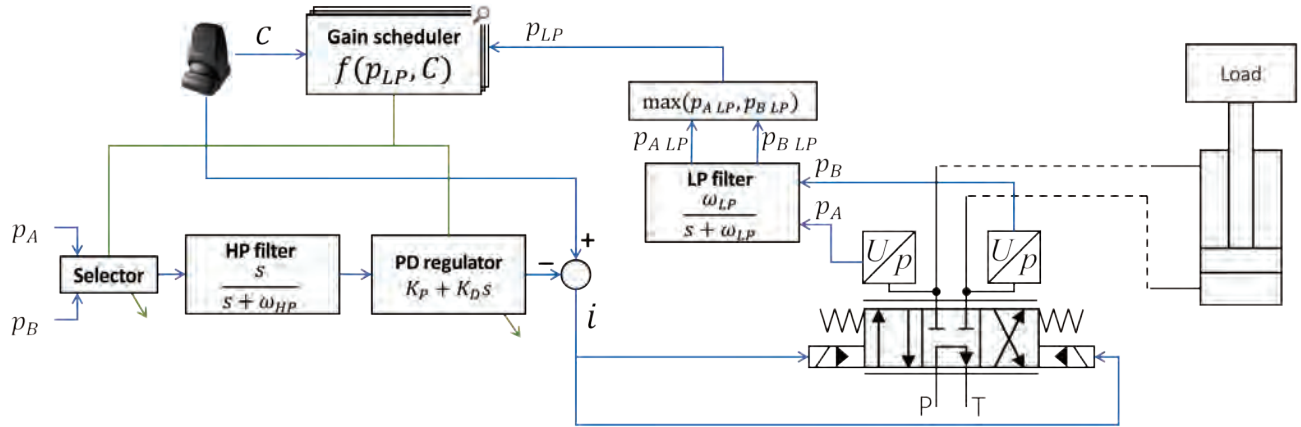 C
Gain scheduler
f(p_LP, C)
p_LP
Load
max(p_A LP, p_B LP)
p_A LP
p_B LP
LP filter
ω_LP
s + ω_LP
p_B
p_A
U/p
U/p
p_A
Selector
p_B
HP filter
s
s + ω_HP
PD regulator
K_P + K_D s
+
−
i
P
T